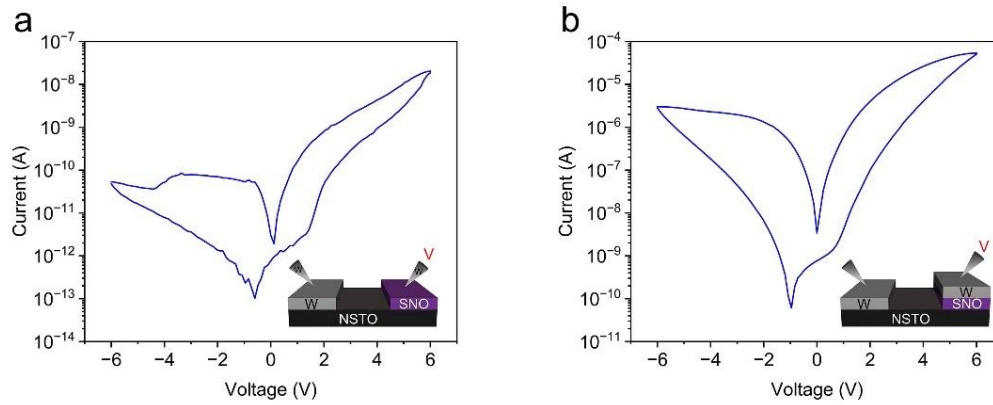 a
10⁻⁷
10⁻⁸
10⁻⁹
10⁻¹⁰
10⁻¹¹
10⁻¹²
10⁻¹³
10⁻¹⁴
Current (A)
−6 −4 −2 0 2 4 6
Voltage (V)
W W V
W SNO
NSTO
b
10⁻⁴
10⁻⁵
10⁻⁶
10⁻⁷
10⁻⁸
10⁻⁹
10⁻¹⁰
10⁻¹¹
Current (A)
−6 −4 −2 0 2 4 6
Voltage (V)
V
W
W SNO
NSTO